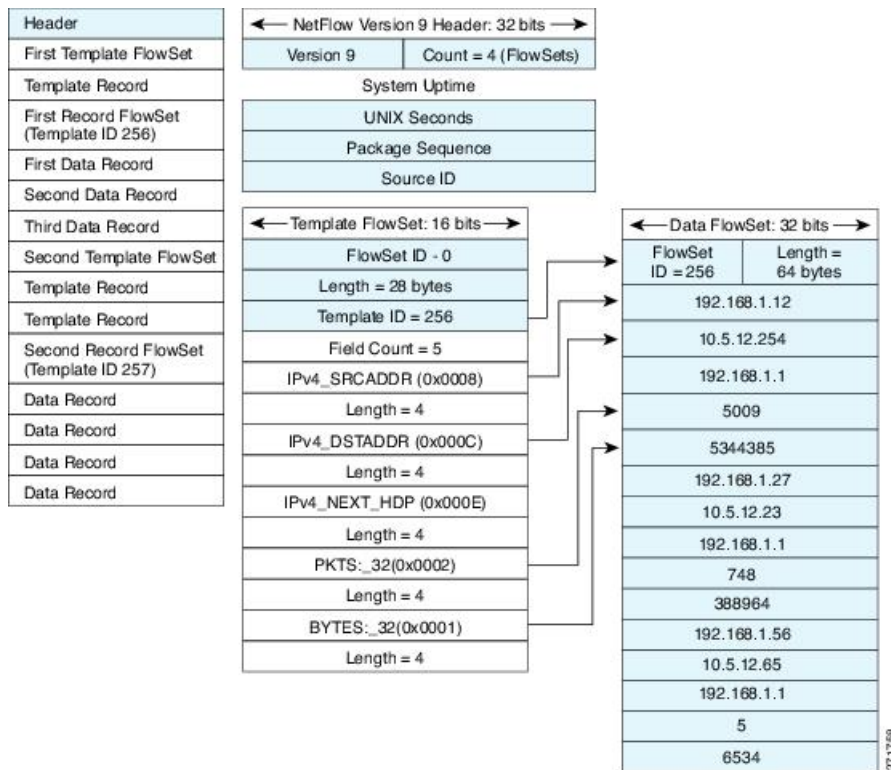 Header
First Template FlowSet
Template Record
First Record FlowSet
(Template ID 256)
First Data Record
Second Data Record
Third Data Record
Second Template FlowSet
Template Record
Template Record
Second Record FlowSet
(Template ID 257)
Data Record
Data Record
Data Record
Data Record
NetFlow Version 9 Header: 32 bits
Version 9
Count = 4 (FlowSets)
System Uptime
UNIX Seconds
Package Sequence
Source ID
Template FlowSet: 16 bits
FlowSet ID - 0
Length = 28 bytes
Template ID = 256
Field Count = 5
IPv4_SRCADDR (0x0008)
Length = 4
IPv4_DSTADDR (0x000C)
Length = 4
IPv4_NEXT_HDP (0x000E)
Length = 4
PKTS:_32(0x0002)
Length = 4
BYTES:_32(0x0001)
Length = 4
Data FlowSet: 32 bits
FlowSet
ID = 256
Length =
64 bytes
192.168.1.12
10.5.12.254
192.168.1.1
5009
5344385
192.168.1.27
10.5.12.23
192.168.1.1
748
388964
192.168.1.56
10.5.12.65
192.168.1.1
5
6534